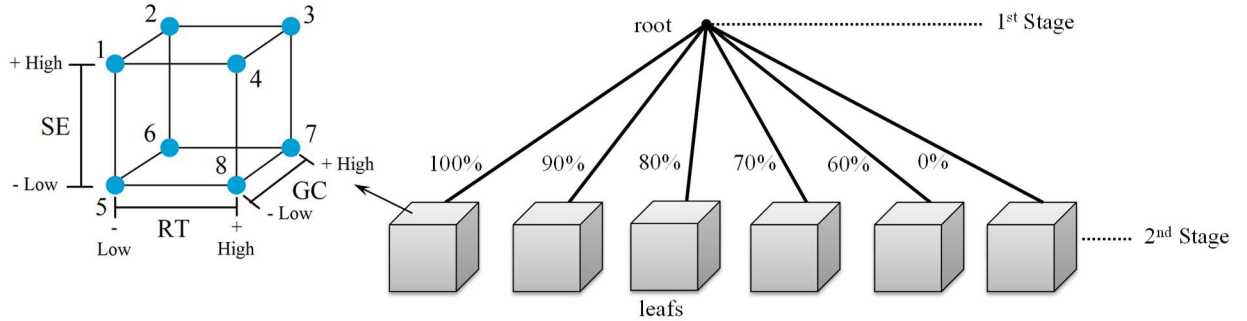 2
3
root
1st Stage
1
+ High
4
SE
6
7
8
100%
90%
80%
70%
60%
0%
+ High
- Low
GC
5
- Low
2nd Stage
-
RT
+
Low
High
leafs